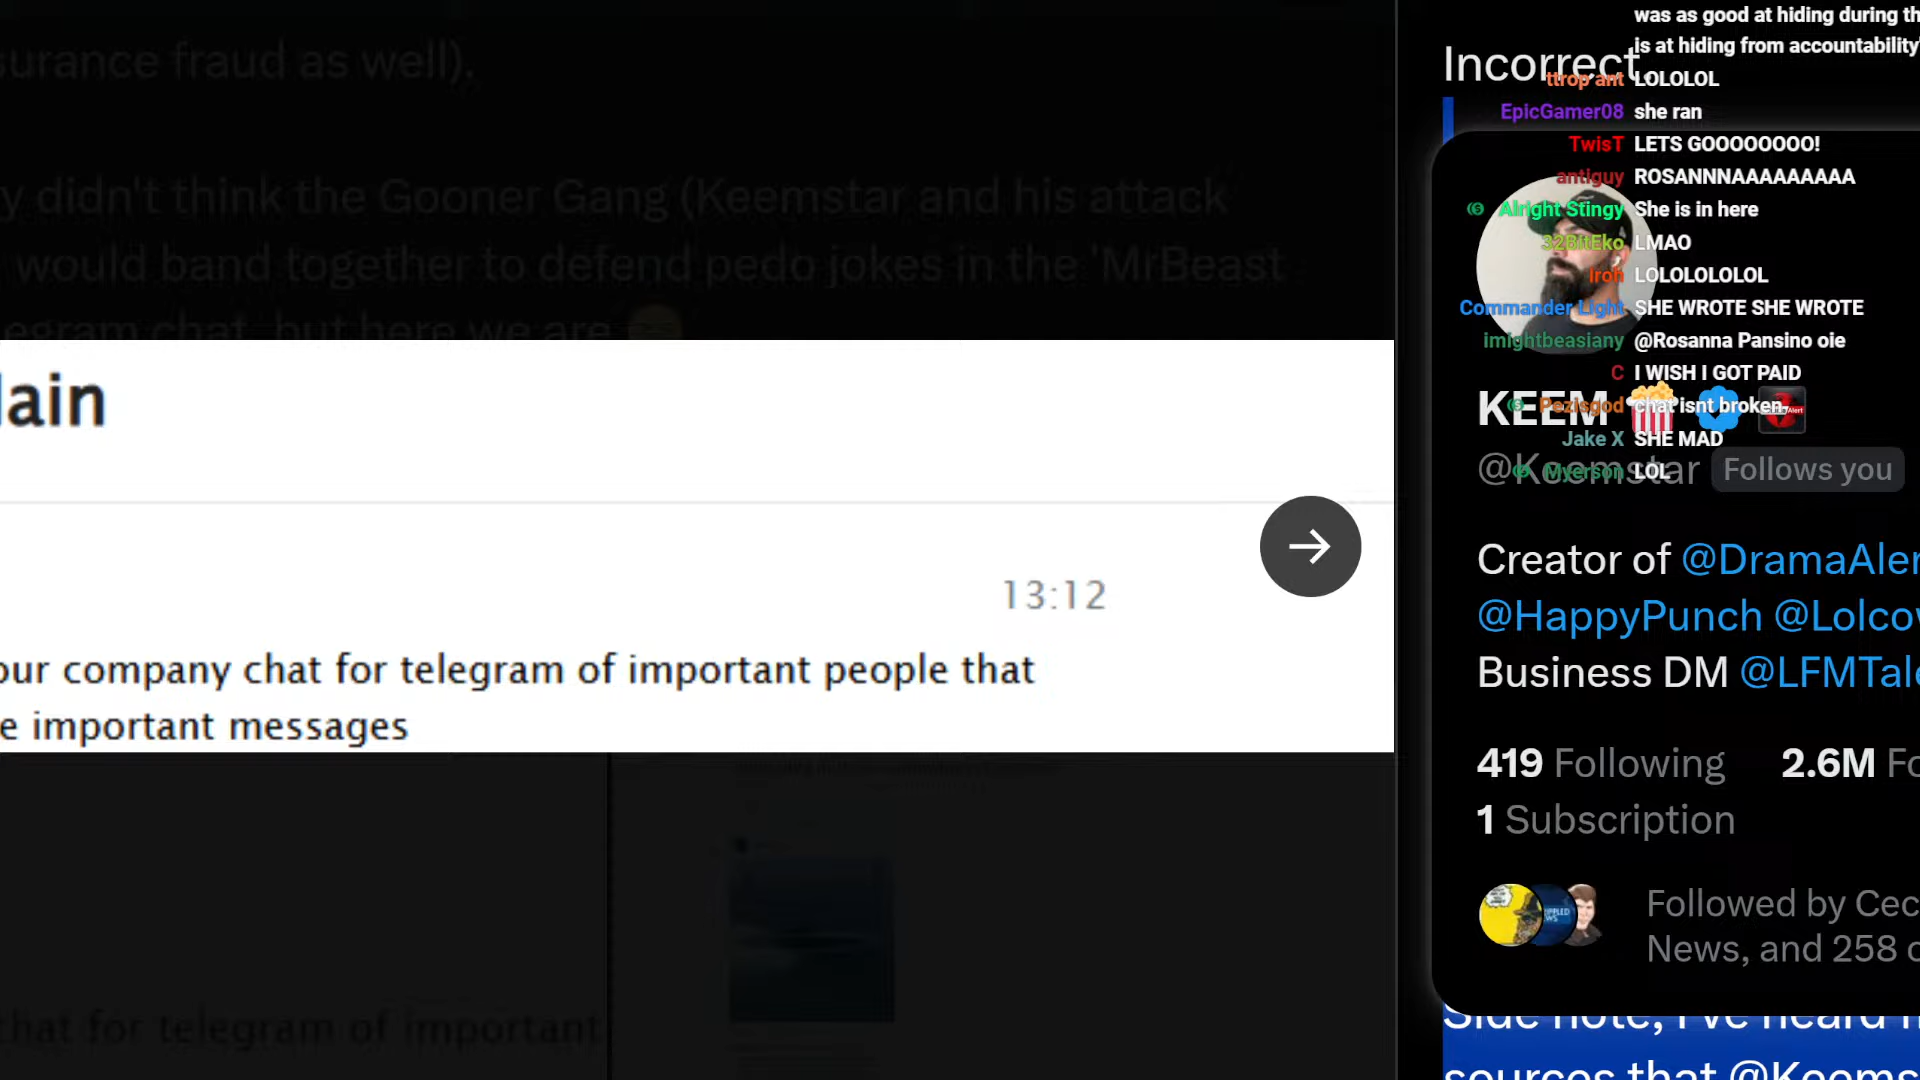 surance fraud as well).
y didn't think the Gooner Gang (Keemstar and his attack
would band together to defend pedo jokes in the 'MrBeast
egram chat, but here we are
lain
13:12
our company chat for telegram of important people that
e important messages
hat for telegram of important
was as good at hiding during th
is at hiding from accountability'
Incorrect.
ttrop ant LOLOLOL
EpicGamer08 she ran
TwisT LETS GOOOOOOOO!
antiguy ROSANNNAAAAAAAAA
Alright Stingy She is in here
32BitEko LMAO
Iroh LOLOLOLOLOL
Commander Light SHE WROTE SHE WROTE
imightbeasiany @Rosanna Pansino oie
C I WISH I GOT PAID
Pezisgod chat isnt broken
KEEM
Jake X SHE MAD
@Keemstar Follows you
Myerson LOL
Creator of @DramaAler
@HappyPunch @Lolcow
Business DM @LFMTale
419 Following 2.6M Fo
1 Subscription
Followed by Cec
News, and 258 o
Side note, I've heard
sources that @Keems